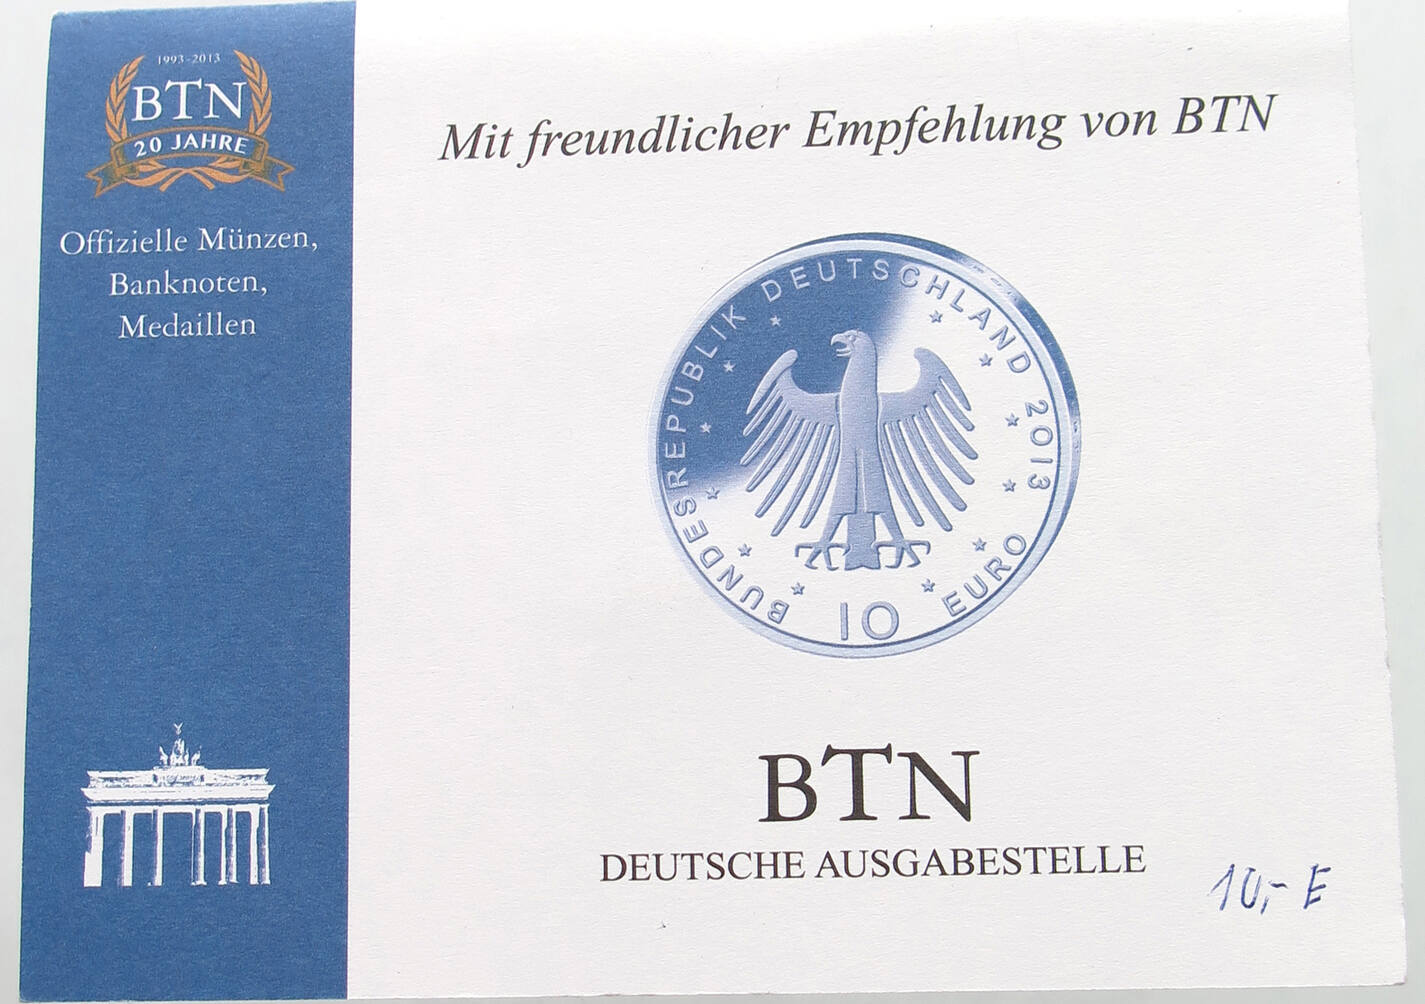 1993-2013
BTN
20 JAHRE
Offizielle Münzen,
Banknoten,
Medaillen
Mit freundlicher Empfehlung von BTN
BUNDESREPUBLIK DEUTSCHLAND 2013
10 EURO
BTN
DEUTSCHE AUSGABESTELLE
10,- E